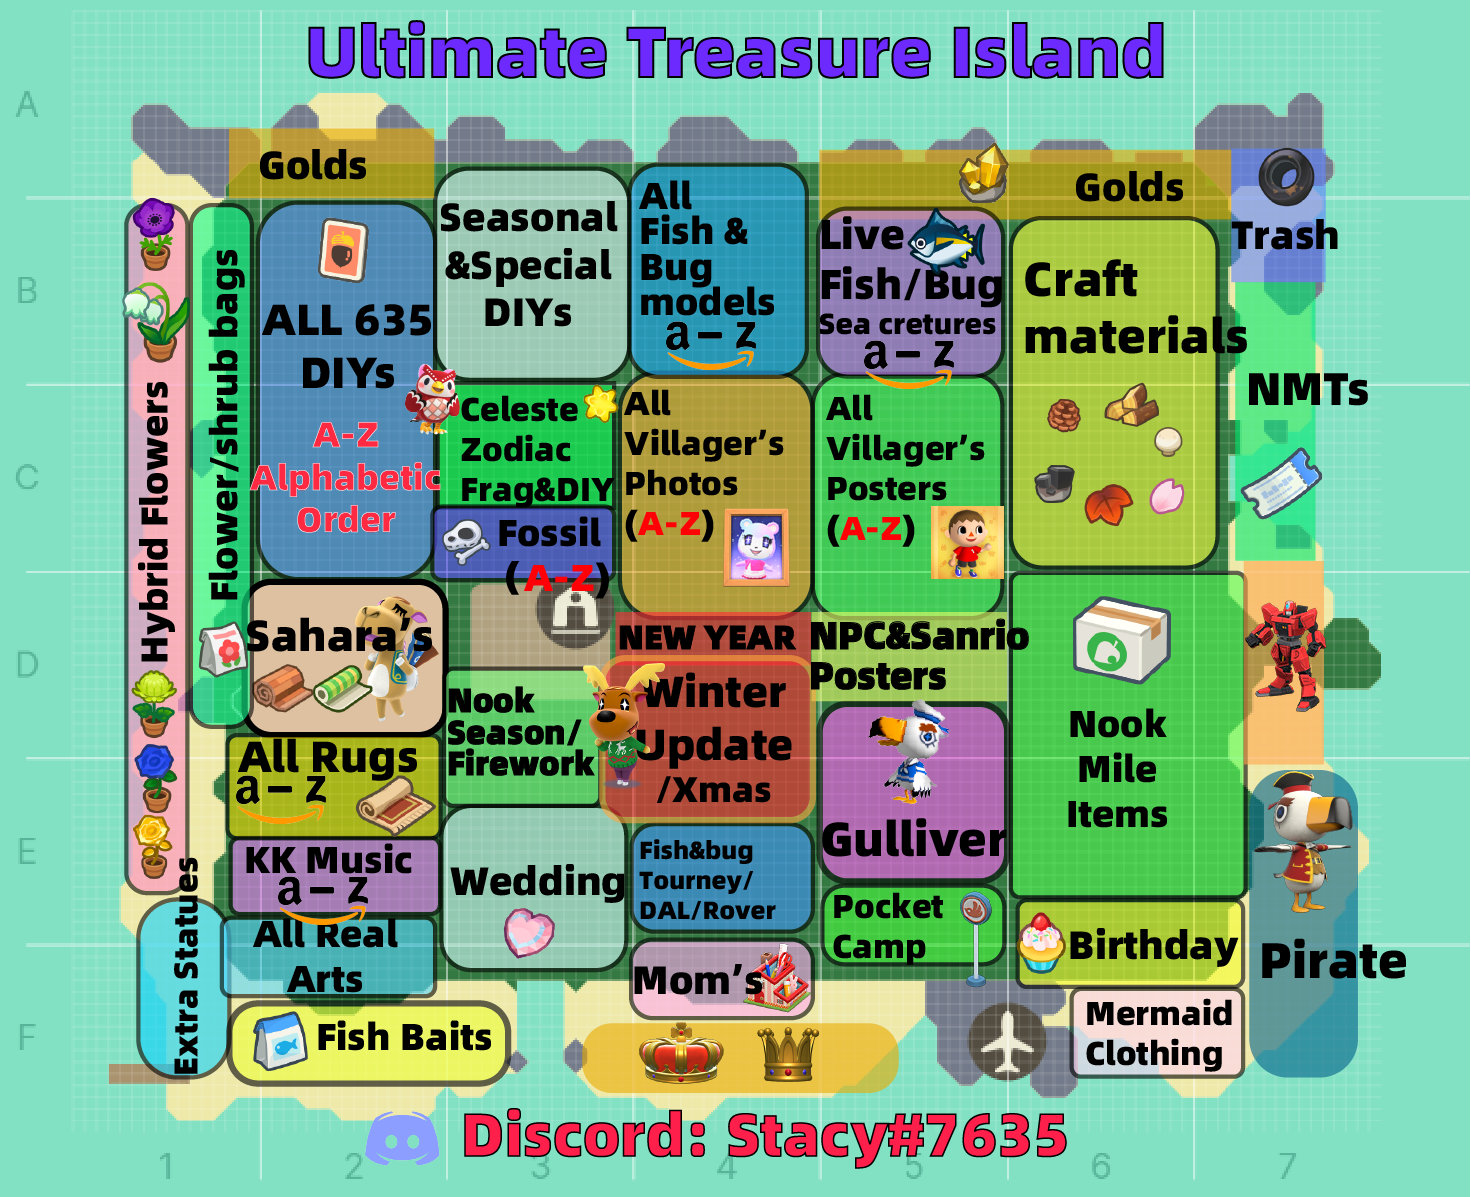 Ultimate Treasure Island
A
B
C
D
E
F
Golds
Golds
Trash
Hybrid Flowers
Flower/shrub bags
ALL 635
DIYs
A-Z
Alphabetic
Order
Seasonal
&Special
DIYs
All
Fish &
Bug
models
a – z
Live
Fish/Bug
Sea cretures
a – z
Craft
materials
NMTs
Celeste
Zodiac
Frag&DIY
Fossil
(A-Z)
All
Villager's
Photos
(A-Z)
All
Villager's
Posters
(A-Z)
Sahara's
NEW YEAR
NPC&Sanrio
Posters
Nook
Season/
Firework
Winter
Update
/Xmas
Nook
Mile
Items
All Rugs
a – z
Gulliver
KK Music
a – z
Wedding
Fish&bug
Tourney/
DAL/Rover
Pocket
Camp
Birthday
Pirate
Extra Statues
All Real
Arts
Mom's
Fish Baits
Mermaid
Clothing
Discord: Stacy#7635
1
2
3
4
5
6
7